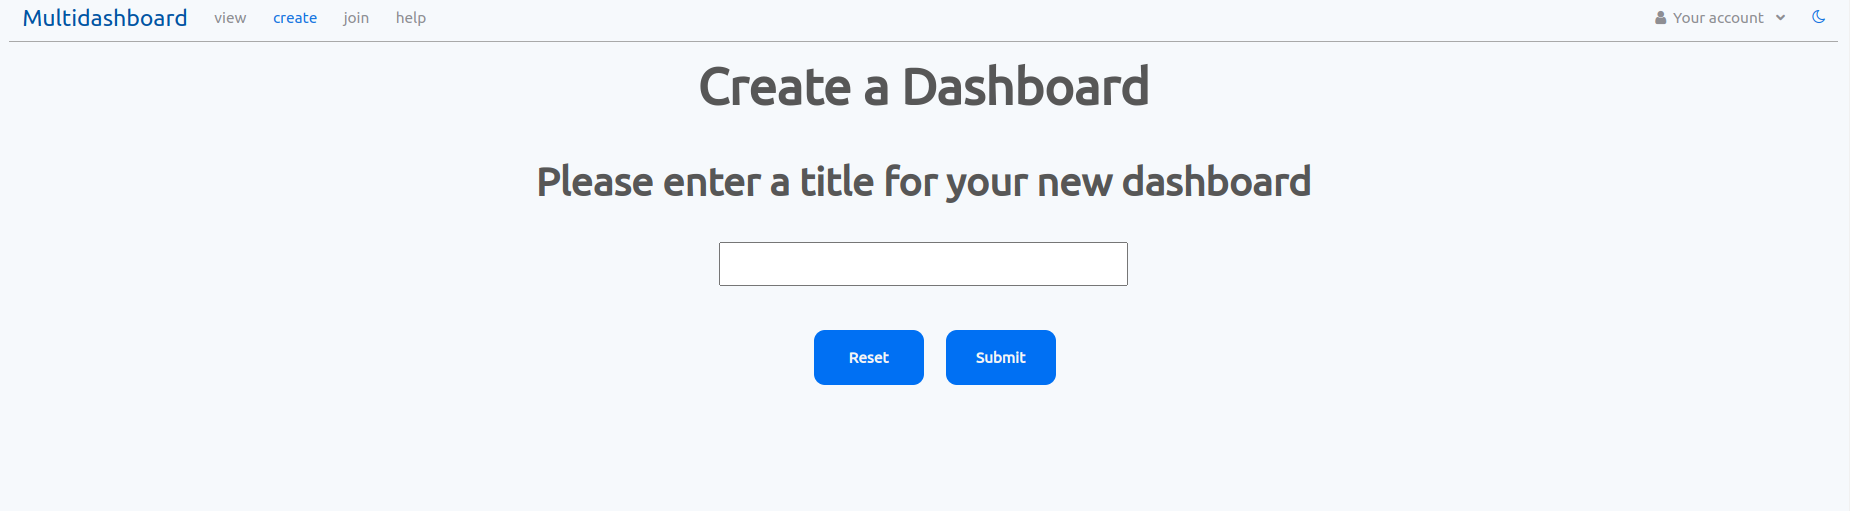 Multidashboard view create join help Your account
Create a Dashboard
Please enter a title for your new dashboard
Reset Submit